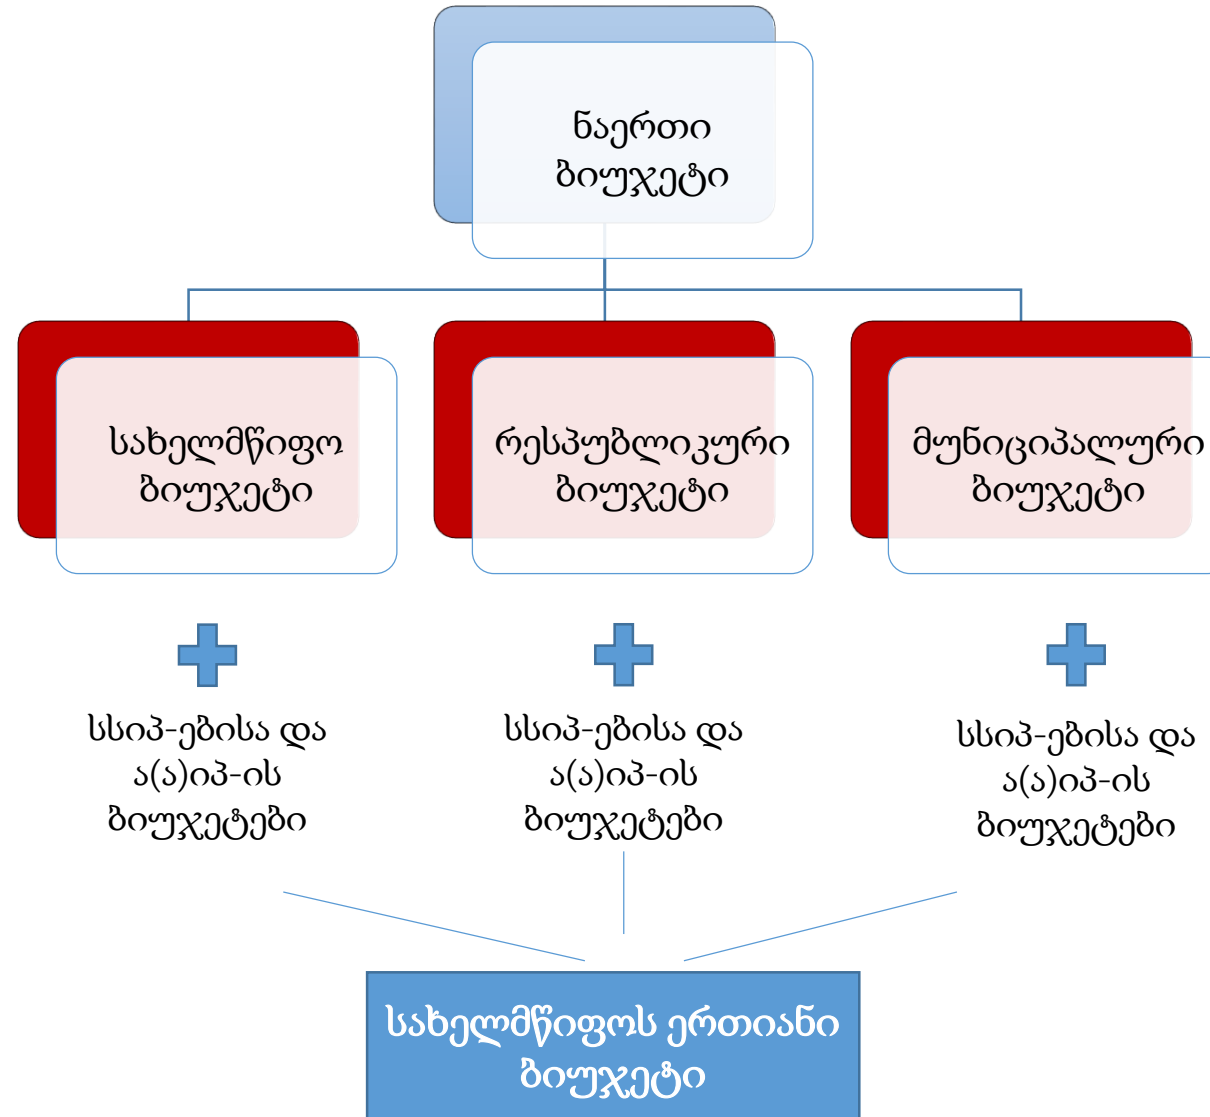 ნაერთი
ბიუჯეტი
სახელმწიფო
ბიუჯეტი
რესპუბლიკური
ბიუჯეტი
მუნიციპალური
ბიუჯეტი
სსიპ-ებისა და
ა(ა)იპ-ის
ბიუჯეტები
სსიპ-ებისა და
ა(ა)იპ-ის
ბიუჯეტები
სსიპ-ებისა და
ა(ა)იპ-ის
ბიუჯეტები
სახელმწიფოს ერთიანი
ბიუჯეტი